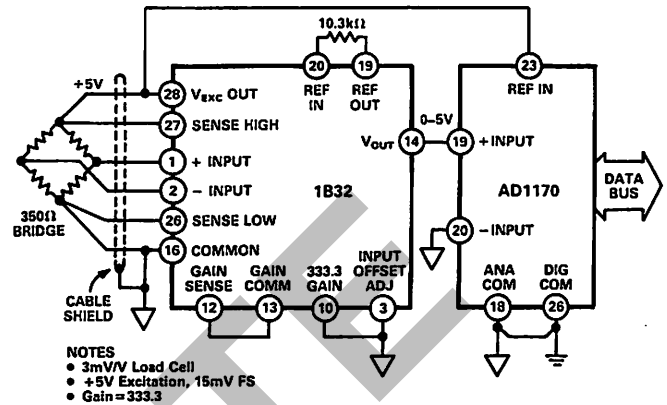 10.3kΩ
+5V
20
19
23
REF IN
REF OUT
REF IN
28 VEXC OUT
27 SENSE HIGH
0–5V
VOUT 14
19 +INPUT
1 + INPUT
2 – INPUT
1B32
AD1170
DATA BUS
350Ω BRIDGE
26 SENSE LOW
20 –INPUT
16 COMMON
CABLE SHIELD
GAIN SENSE
GAIN COMM
333.3 GAIN
INPUT OFFSET ADJ
ANA COM
DIG COM
12
13
10
3
18
26
NOTES
• 3mV/V Load Cell
• +5V Excitation, 15mV FS
• Gain=333.3